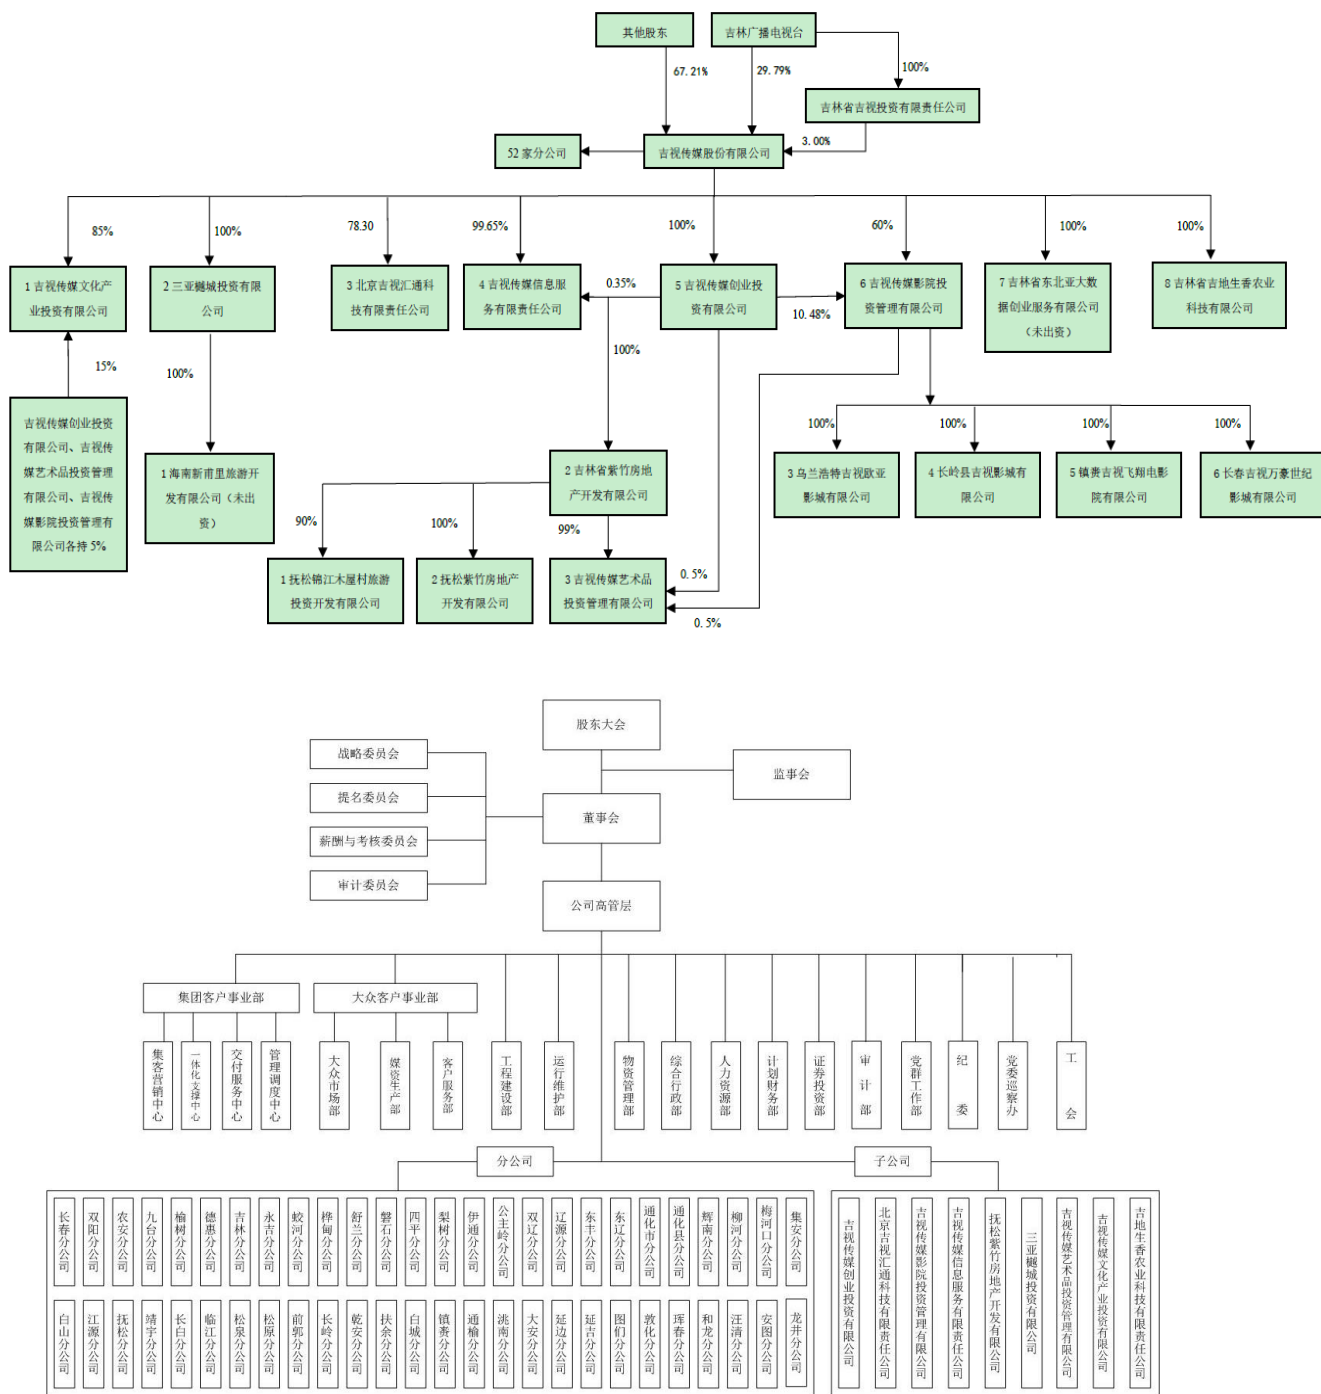 其他股东
吉林广播电视台
67.21%
29.79%
100%
吉林省吉视投资有限责任公司
3.00%
52 家分公司
吉视传媒股份有限公司
85%
100%
78.30
99.65%
100%
60%
100%
100%
1 吉视传媒文化产
业投资有限公司
2 三亚樾城投资有限
公司
3 北京吉视汇通科
技有限责任公司
4 吉视传媒信息服
务有限责任公司
0.35%
5 吉视传媒创业投
资有限公司
10.48%
6 吉视传媒影院投
资管理有限公司
7 吉林省东北亚大数
据创业服务有限公司
（未出资）
8 吉林省吉地生香农业
科技有限公司
15%
100%
100%
吉视传媒创业投资
有限公司、吉视传
媒艺术品投资管理
有限公司、吉视传
媒影院投资管理有
限公司各持 5%
1 海南新甫里旅游开
发有限公司（未出
资）
2 吉林省紫竹房地
产开发有限公司
100%
100%
100%
100%
3 乌兰浩特吉视欧亚
影城有限公司
4 长岭县吉视影城有
限公司
5 镇赉吉视飞翔电影
院有限公司
6 长春吉视万豪世纪
影城有限公司
90%
100%
99%
1 抚松锦江木屋村旅游
投资开发有限公司
2 抚松紫竹房地产
开发有限公司
3 吉视传媒艺术品
投资管理有限公司
0.5%
0.5%
股东大会
战略委员会
监事会
提名委员会
董事会
薪酬与考核委员会
审计委员会
公司高管层
集团客户事业部
大众客户事业部
集客营销中心
一体化支撑中心
交付服务中心
管理调度中心
大众市场部
媒资生产部
客户服务部
工程建设部
运行维护部
物资管理部
综合行政部
人力资源部
计划财务部
证券投资部
审计部
党群工作部
纪委
党委巡察办
工会
分公司
子公司
长春分公司
双阳分公司
农安分公司
九台分公司
榆树分公司
德惠分公司
吉林分公司
永吉分公司
蛟河分公司
桦甸分公司
舒兰分公司
磐石分公司
四平分公司
梨树分公司
伊通分公司
公主岭分公司
双辽分公司
辽源分公司
东丰分公司
东辽分公司
通化市分公司
通化县分公司
辉南分公司
柳河分公司
梅河口分公司
集安分公司
白山分公司
江源分公司
抚松分公司
靖宇分公司
长白分公司
临江分公司
松泉分公司
松原分公司
前郭分公司
长岭分公司
乾安分公司
扶余分公司
白城分公司
镇赉分公司
通榆分公司
洮南分公司
大安分公司
延边分公司
延吉分公司
图们分公司
敦化分公司
珲春分公司
和龙分公司
汪清分公司
安图分公司
龙井分公司
吉视传媒创业投资有限公司
北京吉视汇通科技有限责任公司
吉视传媒影院投资管理有限公司
吉视传媒信息服务有限责任公司
抚松紫竹房地产开发有限公司
三亚樾城投资有限公司
吉视传媒艺术品投资管理有限公司
吉视传媒文化产业投资有限公司
吉地生香农业科技有限责任公司